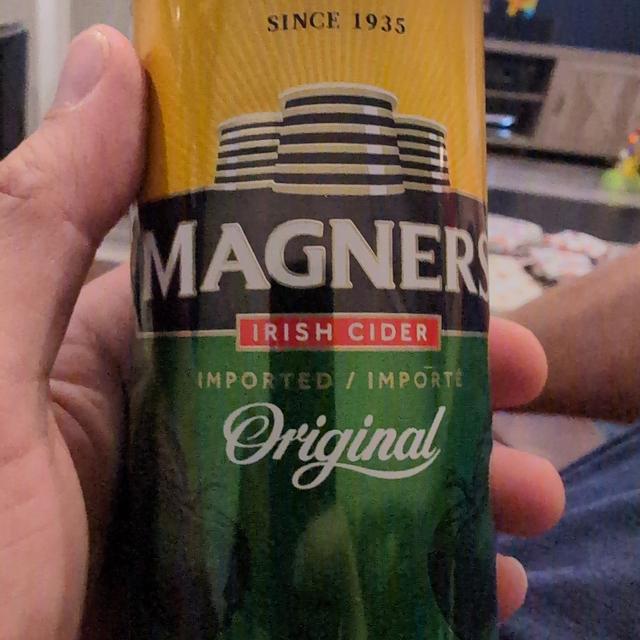 SINCE 1935
MAGNERS
IRISH CIDER
IMPORTED / IMPORTÉ
Original